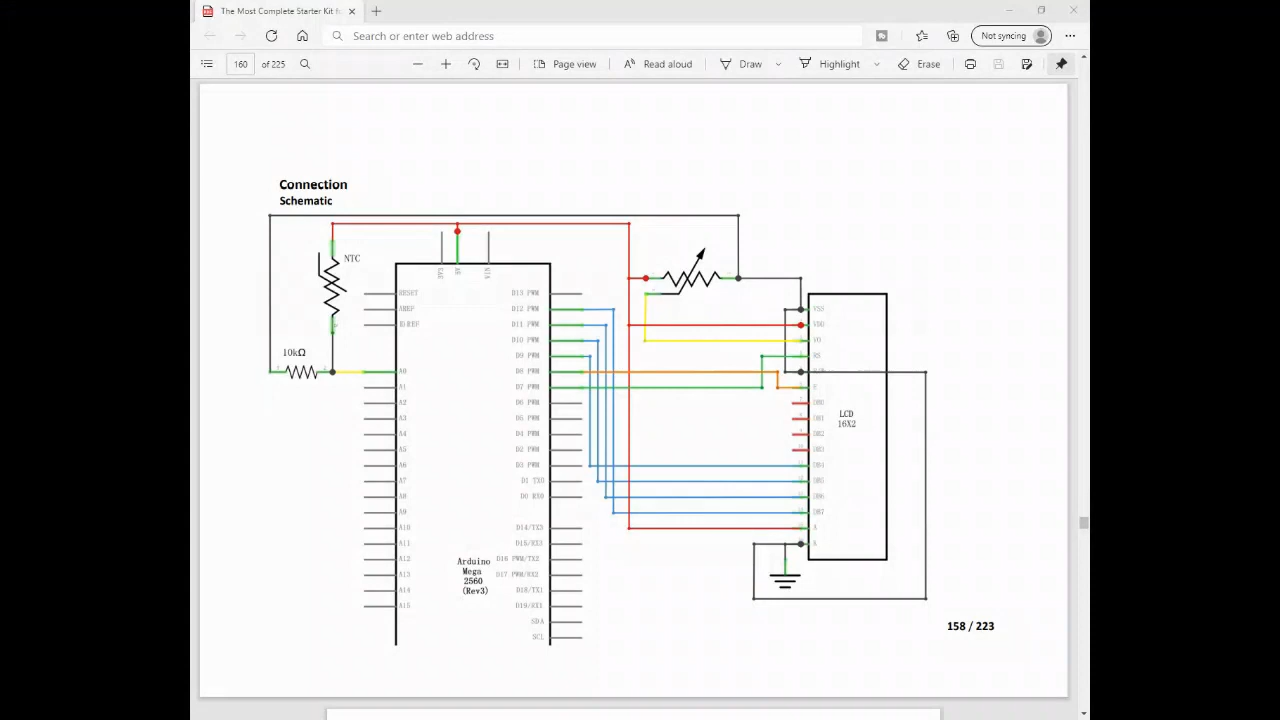 The Most Complete Starter Kit fo
Search or enter web address
Not syncing
160 of 225
Page view
Read aloud
Draw
Highlight
Erase
Connection
Schematic
NTC
10kΩ
3V3
5V
VIN
RESET
AREF
IOREF
A0
A1
A2
A3
A4
A5
A6
A7
A8
A9
A10
A11
A12
A13
A14
A15
D13 PWM
D12 PWM
D11 PWM
D10 PWM
D9 PWM
D8 PWM
D7 PWM
D6 PWM
D5 PWM
D4 PWM
D3 PWM
D2 PWM
D1 TX0
D0 RX0
D14/TX3
D15/RX3
D16 PWM/TX2
D17 PWM/RX2
D18/TX1
D19/RX1
SDA
SCL
Arduino
Mega
2560
(Rev3)
VSS
VDD
VO
RS
E
DB0
DB1
DB2
DB3
DB4
DB5
DB6
DB7
A
K
LCD
16X2
158 / 223